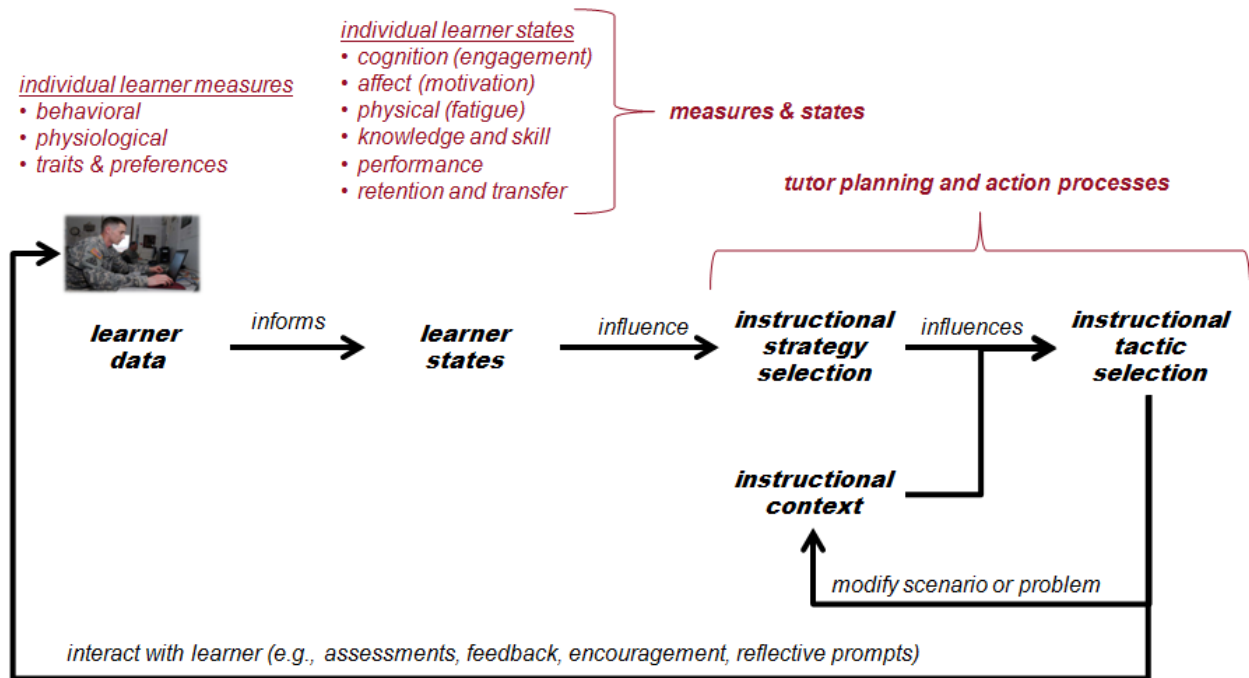 individual learner measures
• behavioral
• physiological
• traits & preferences
individual learner states
• cognition (engagement)
• affect (motivation)
• physical (fatigue)
• knowledge and skill
• performance
• retention and transfer
measures & states
tutor planning and action processes
learner
data
informs
learner
states
influence
instructional
strategy
selection
influences
instructional
tactic
selection
instructional
context
modify scenario or problem
interact with learner (e.g., assessments, feedback, encouragement, reflective prompts)